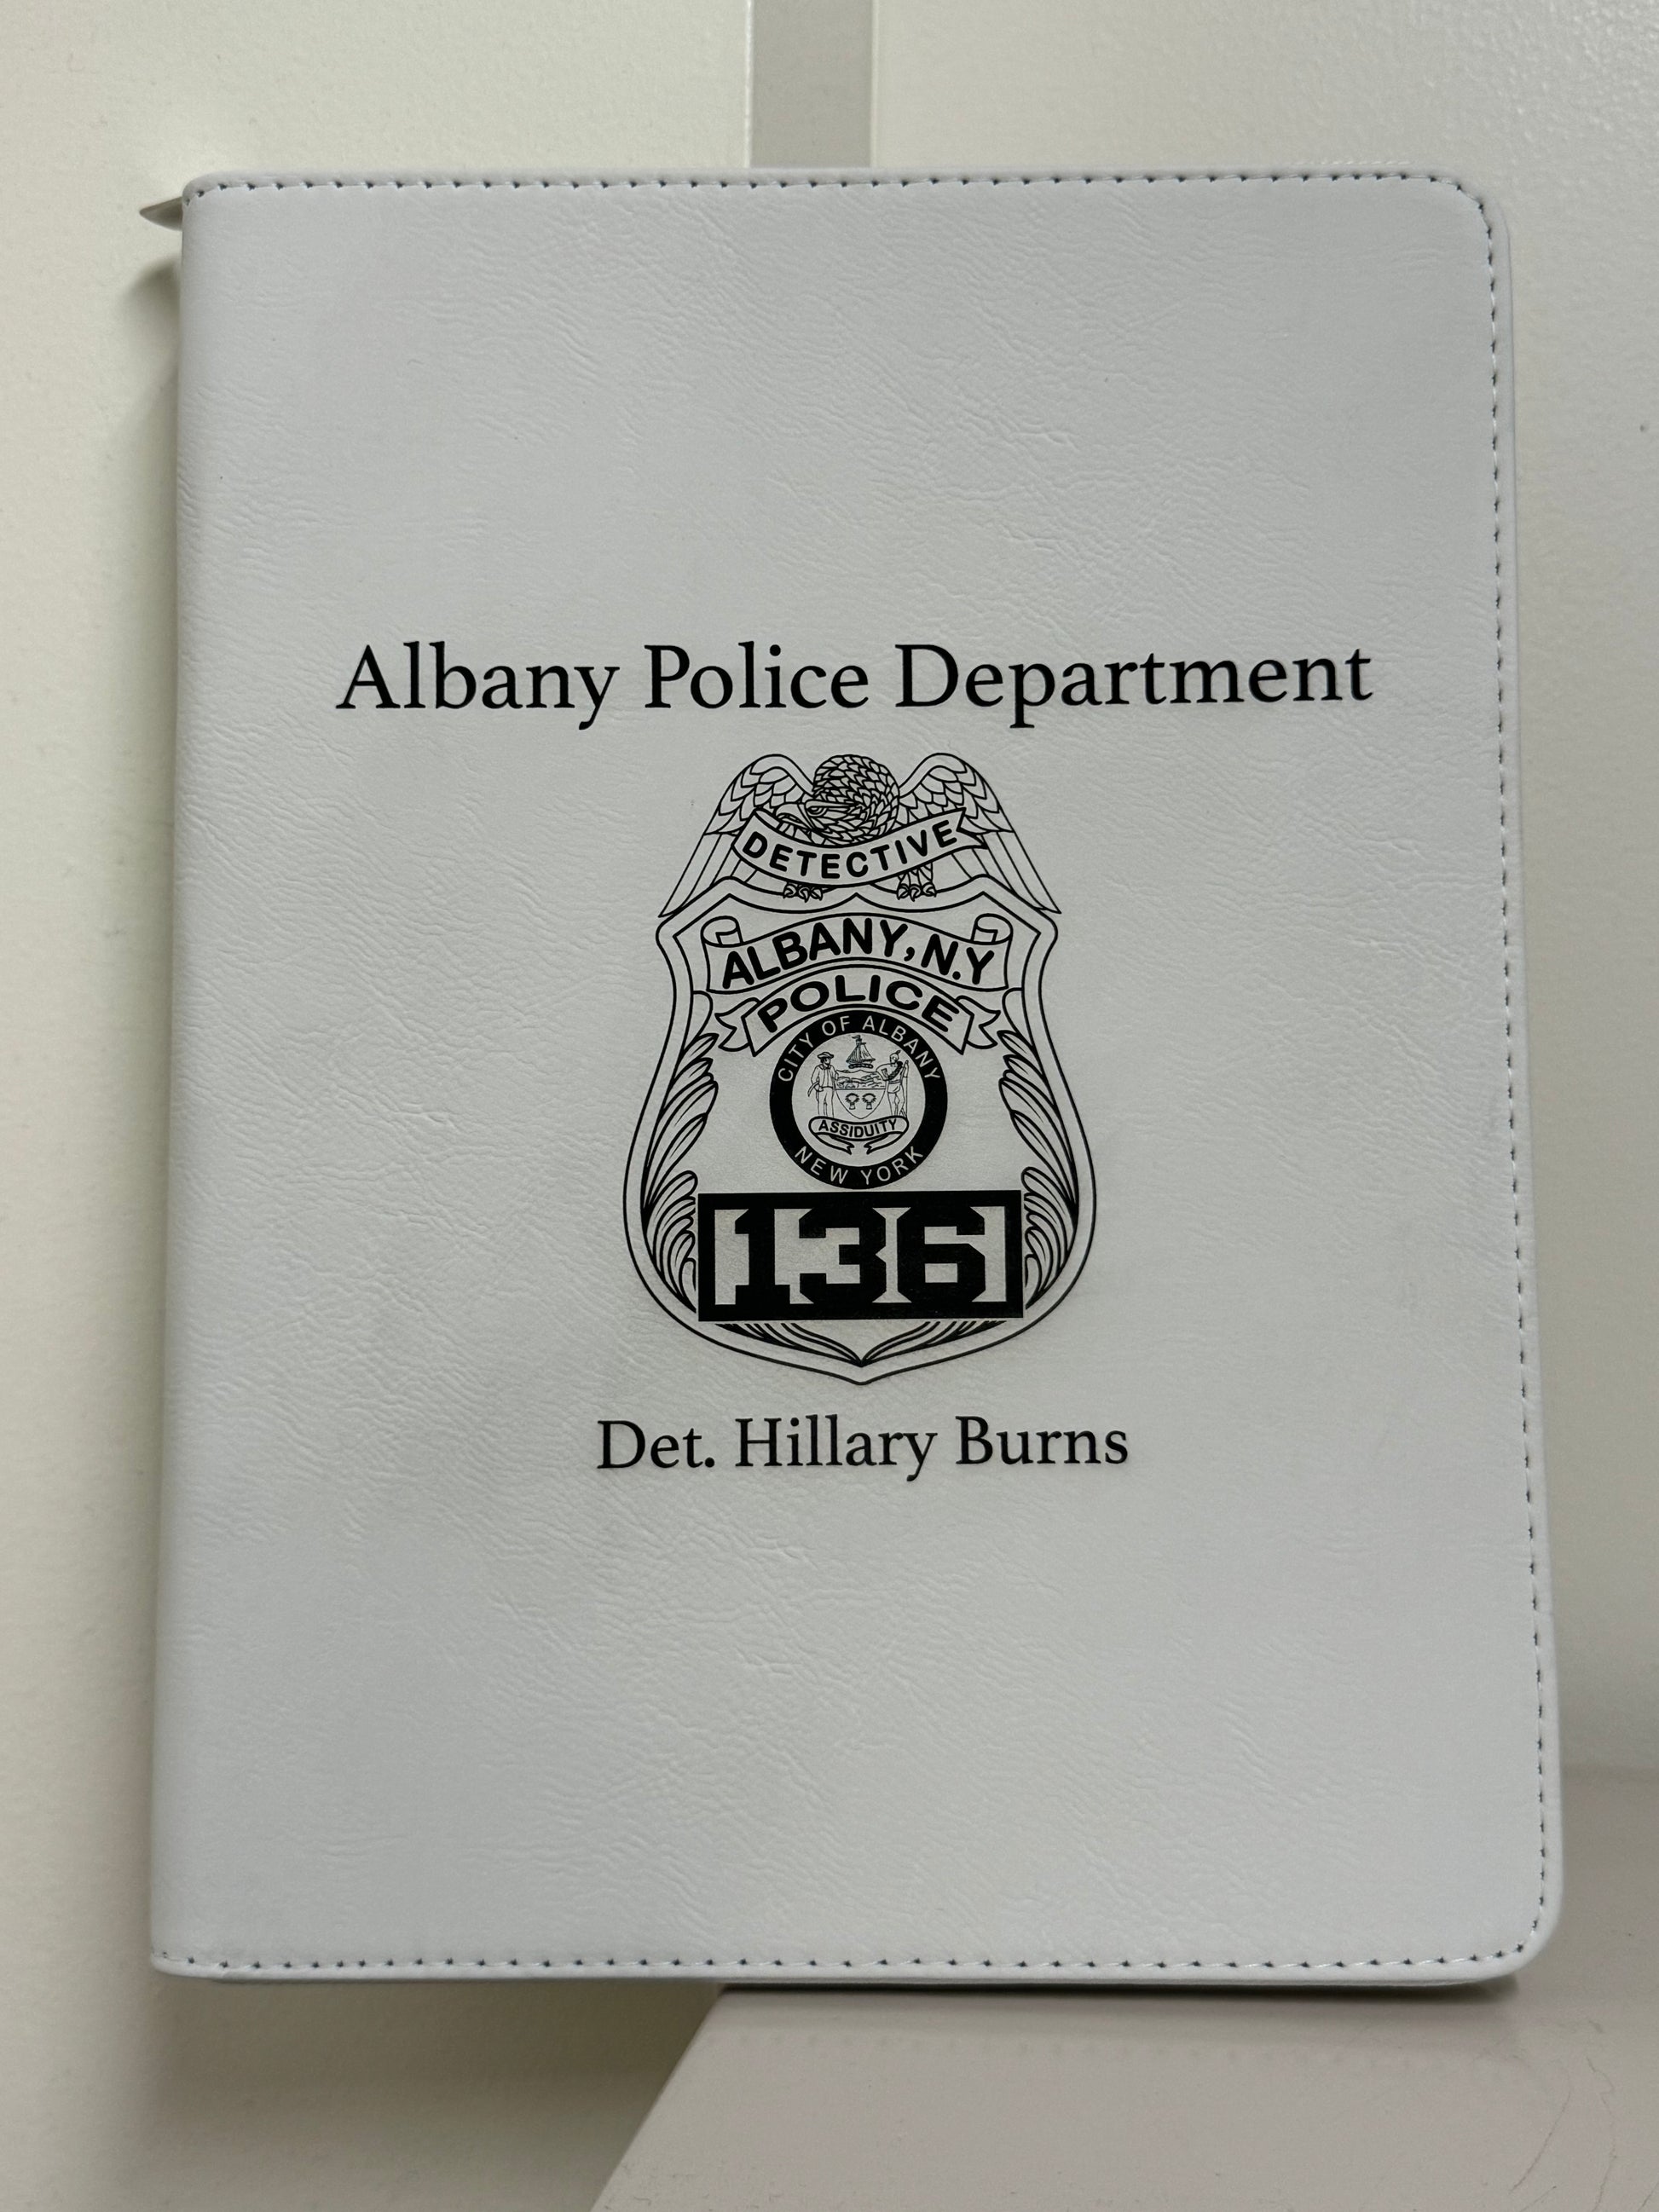 Albany Police Department
DETECTIVE
ALBANY, N.Y
POLICE
CITY OF ALBANY
ASSIDUITY
NEW YORK
136
Det. Hillary Burns